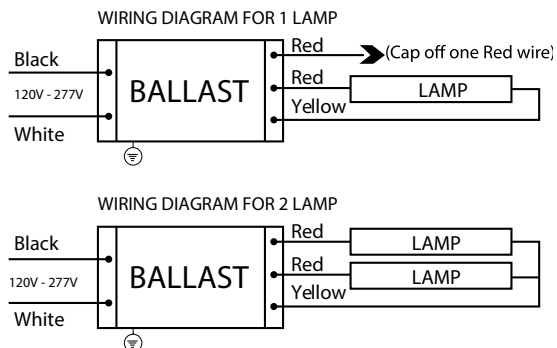 WIRING DIAGRAM FOR 1 LAMP
Red
(Cap off one Red wire)
Black
120V - 277V
White
BALLAST
Red
LAMP
Yellow
WIRING DIAGRAM FOR 2 LAMP
Red
LAMP
Black
120V - 277V
White
BALLAST
Red
LAMP
Yellow